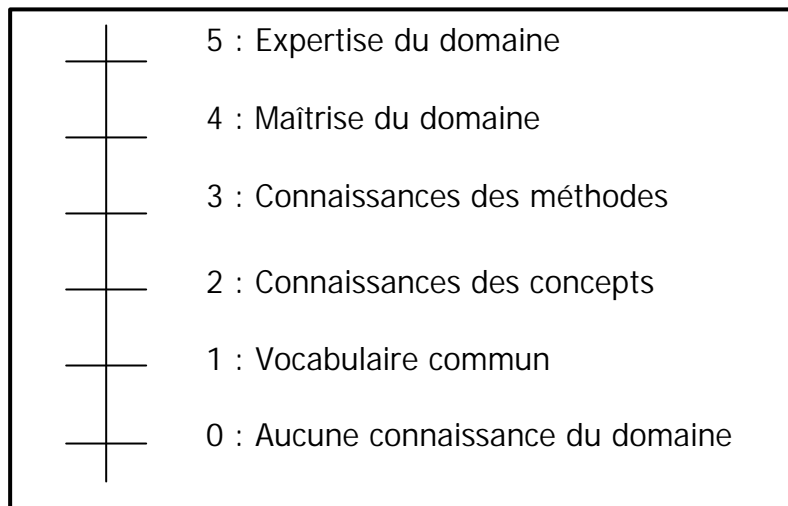 5 : Expertise du domaine
4 : Maîtrise du domaine
3 : Connaissances des méthodes
2 : Connaissances des concepts
1 : Vocabulaire commun
0 : Aucune connaissance du domaine